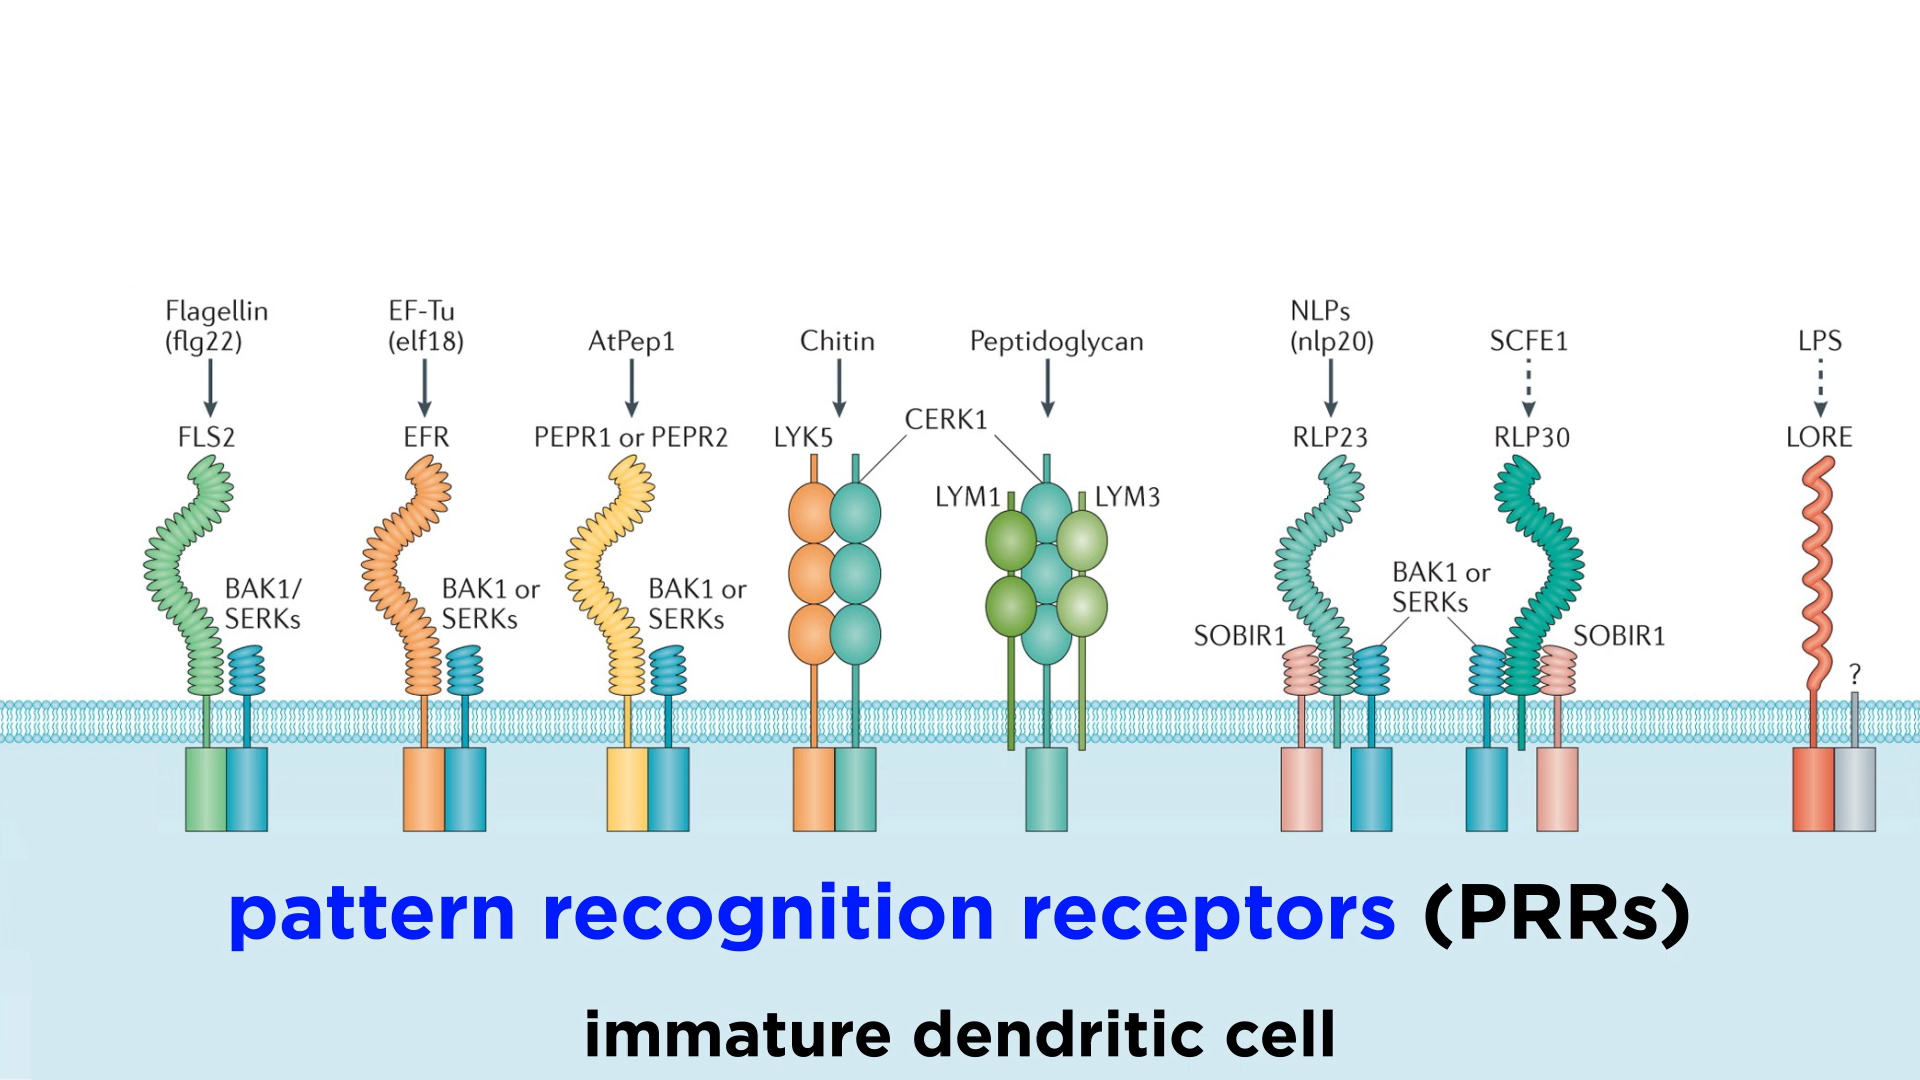 Flagellin
(flg22)
EF-Tu
(elf18)
AtPep1
Chitin
Peptidoglycan
NLPs
(nlp20)
SCFE1
LPS
FLS2
EFR
PEPR1 or PEPR2
LYK5
CERK1
RLP23
RLP30
LORE
LYM1
LYM3
BAK1/
SERKs
BAK1 or
SERKs
BAK1 or
SERKs
BAK1 or
SERKs
SOBIR1
SOBIR1
?
pattern recognition receptors (PRRs)
immature dendritic cell